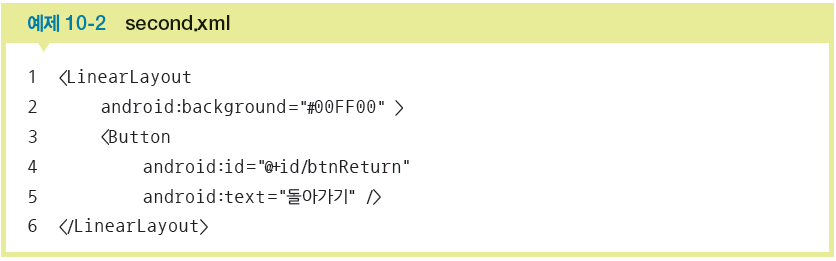 예제 10-2 second.xml
1 <LinearLayout
2 android:background="#00FF00" >
3 <Button
4 android:id="@+id/btnReturn"
5 android:text="돌아가기" />
6 </LinearLayout>